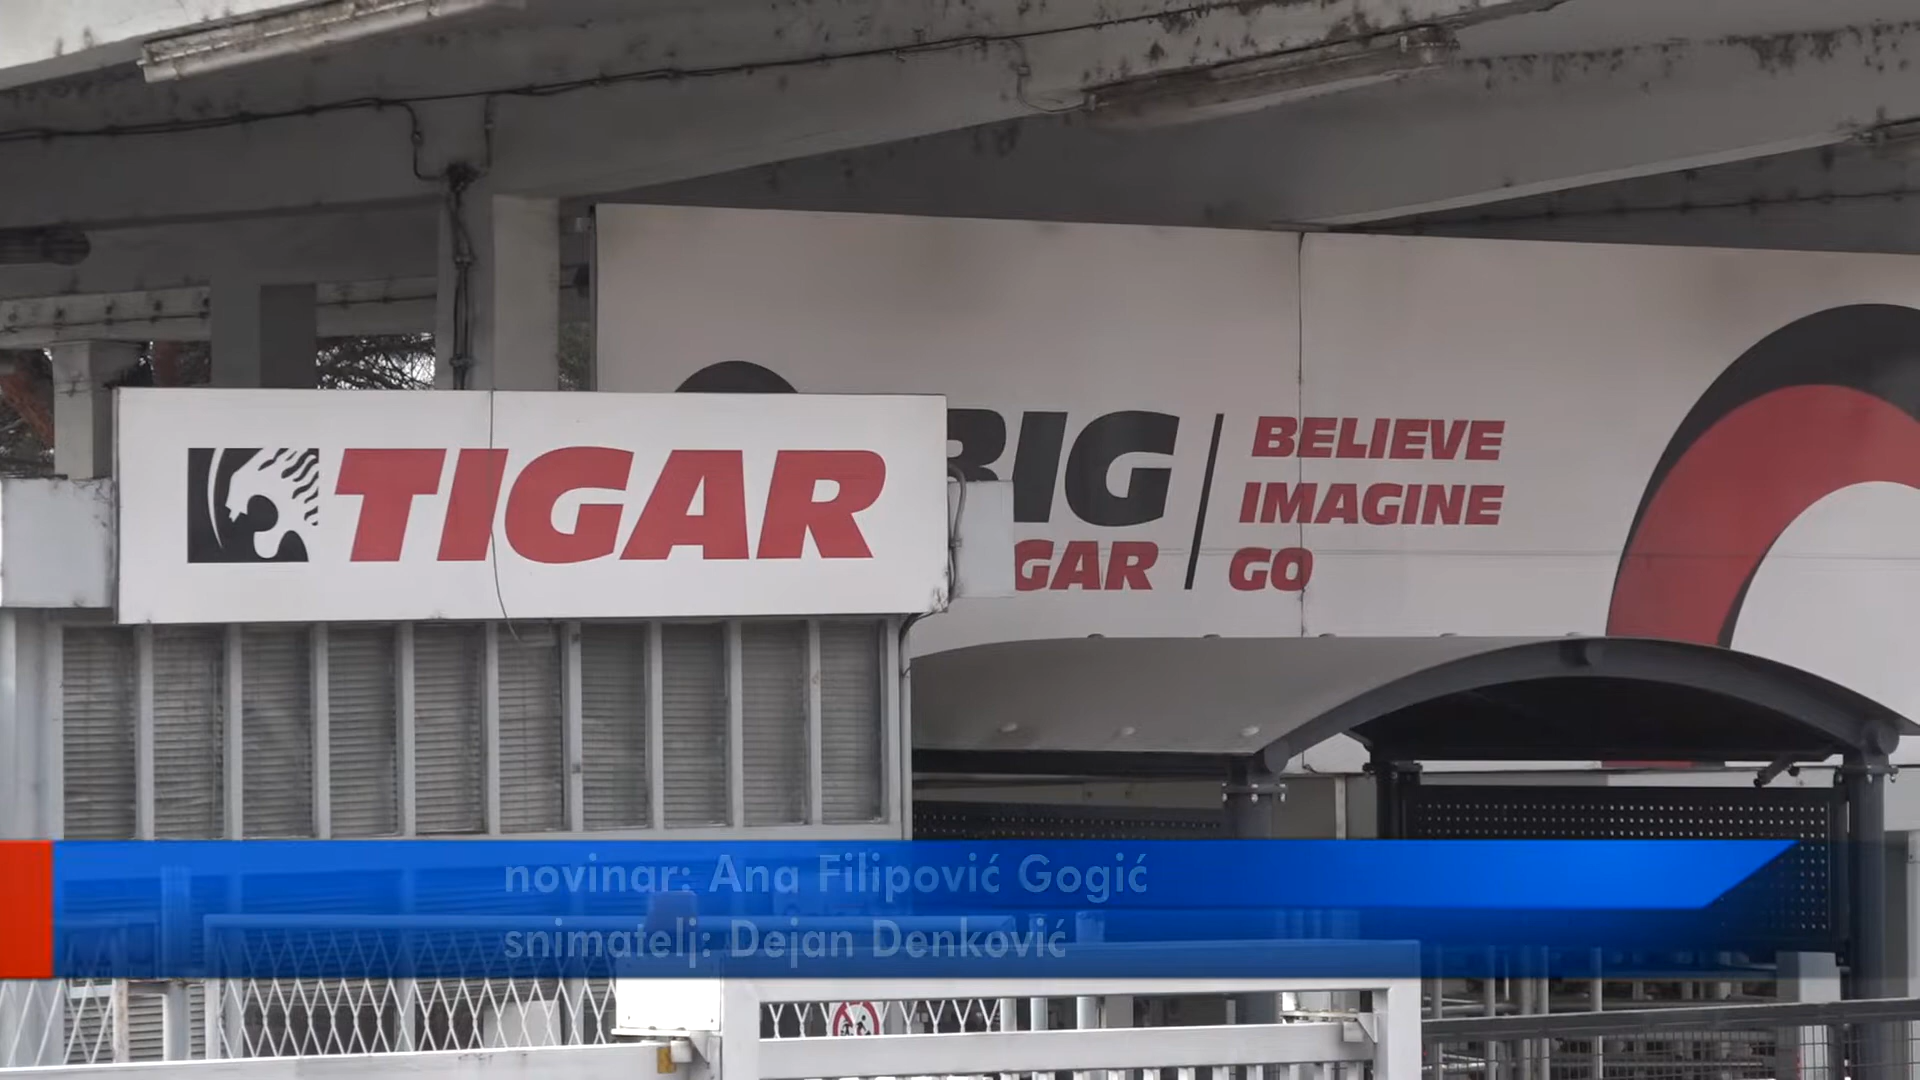 TIGAR
BIG
GAR
BELIEVE
IMAGINE
GO
novinar: Ana Filipović Gogić
snimatelj: Dejan Denković